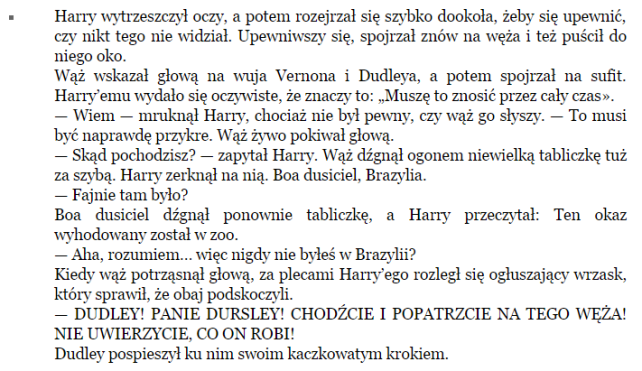 Harry wytrzeszczył oczy, a potem rozejrzał się szybko dookoła, żeby się upewnić,
czy nikt tego nie widział. Upewniwszy się, spojrzał znów na węża i też puścił do
niego oko.
Wąż wskazał głową na wuja Vernona i Dudleya, a potem spojrzał na sufit.
Harry’emu wydało się oczywiste, że znaczy to: „Muszę to znosić przez cały czas».
— Wiem — mruknął Harry, chociaż nie był pewny, czy wąż go słyszy. — To musi
być naprawdę przykre. Wąż żywo pokiwał głową.
— Skąd pochodzisz? — zapytał Harry. Wąż dźgnął ogonem niewielką tabliczkę tuż
za szybą. Harry zerknął na nią. Boa dusiciel, Brazylia.
— Fajnie tam było?
Boa dusiciel dźgnął ponownie tabliczkę, a Harry przeczytał: Ten okaz
wyhodowany został w zoo.
— Aha, rozumiem... więc nigdy nie byłeś w Brazylii?
Kiedy wąż potrząsnął głową, za plecami Harry’ego rozległ się ogłuszający wrzask,
który sprawił, że obaj podskoczyli.
— DUDLEY! PANIE DURSLEY! CHODŹCIE I POPATRZCIE NA TEGO WĘŻA!
NIE UWIERZYCIE, CO ON ROBI!
Dudley pospieszył ku nim swoim kaczkowatym krokiem.